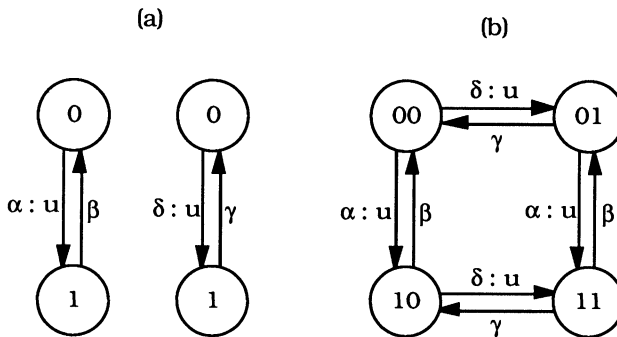 (a)
(b)
0 0
α : u β
δ : u γ
1 1
00 δ : u 01
γ
α : u β
α : u β
10 δ : u 11
γ